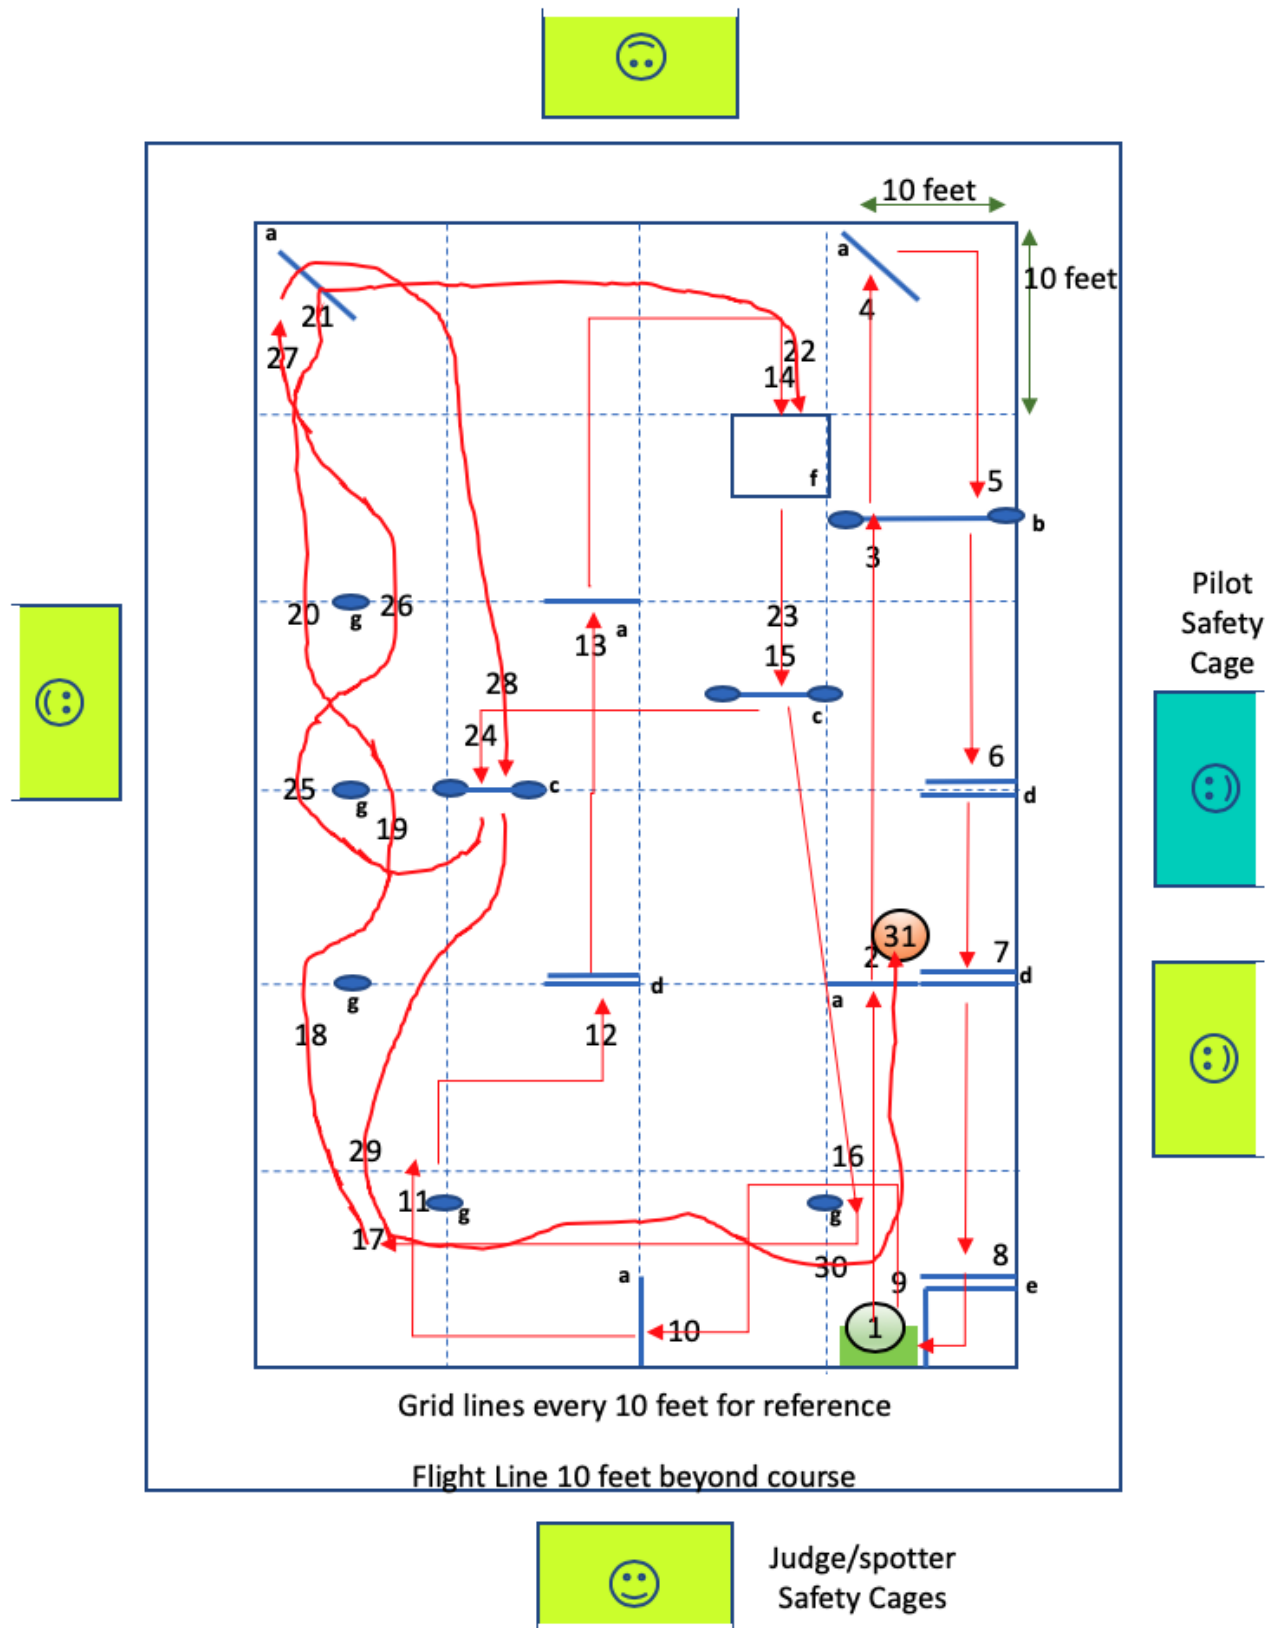 10 feet
a
a
10 feet
4
21
27
22
14
5
f
b
3
Pilot
Safety
Cage
20
26
g
23
13
a
15
28
c
24
6
25
c
d
g
19
31
2
7
d
g
d
a
18
12
29
16
11
g
g
17
30
8
a
9
e
10
1
Grid lines every 10 feet for reference
Flight Line 10 feet beyond course
Judge/spotter
Safety Cages